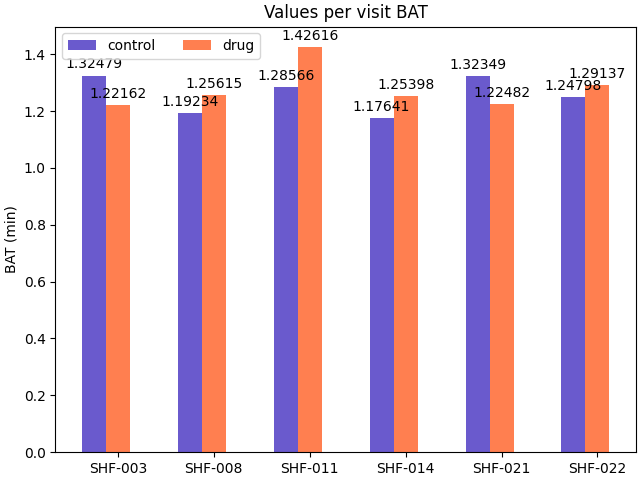 Values per visit BAT
control drug
1.32479 1.22162 1.19234 1.25615 1.28566 1.42616 1.17641 1.25398 1.32349 1.22482 1.24798 1.29137
BAT (min)
1.4
1.2
1.0
0.8
0.6
0.4
0.2
0.0
SHF-003 SHF-008 SHF-011 SHF-014 SHF-021 SHF-022